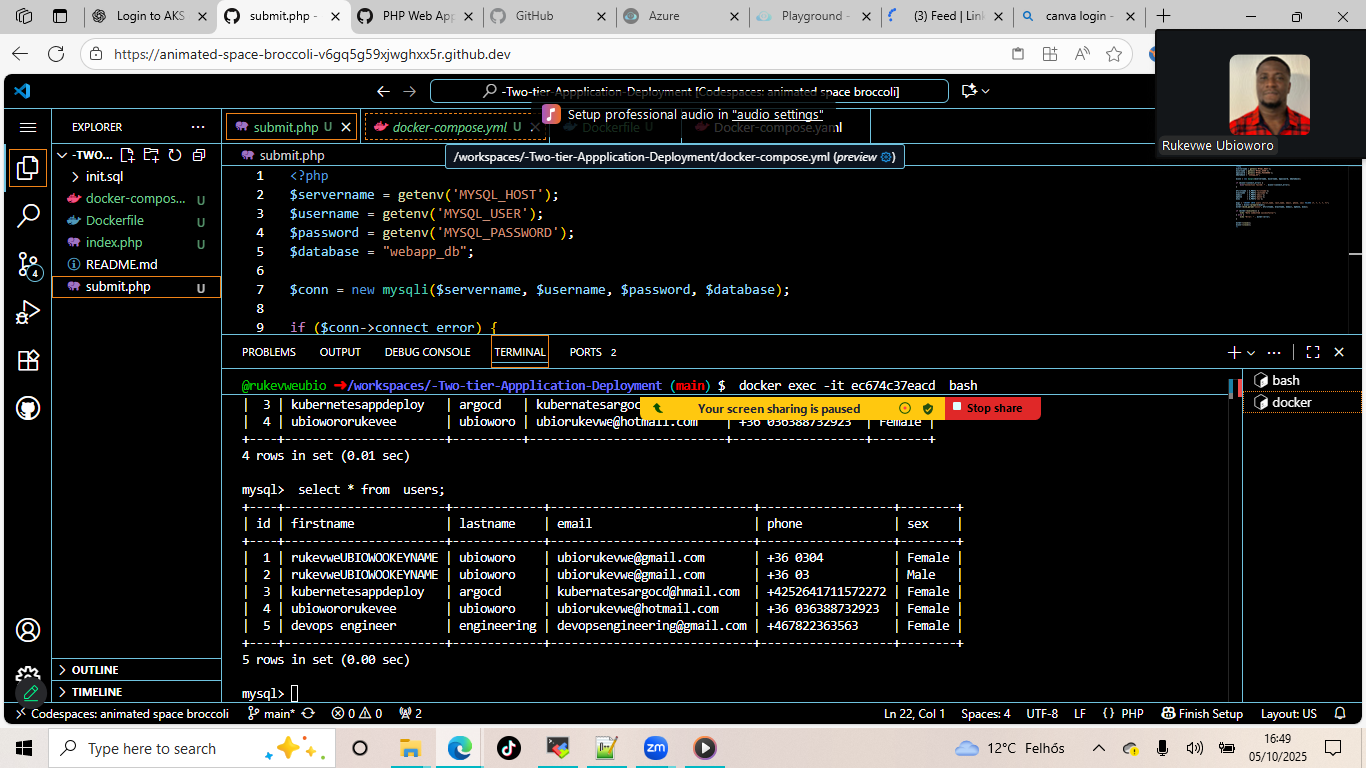 Login to AKS
submit.php -
PHP Web App
GitHub
Azure
Playground -
(3) Feed | Link
canva login -
https://animated-space-broccoli-v6gq5g59xjwghxx5r.github.dev
-Two-tier-Appplication-Deployment [Codespaces: animated space broccoli]
Setup professional audio in "audio settings"
Rukevwe Ubioworo
EXPLORER
submit.php U
docker-compose.yml U
Dockerfile
Docker-compose.yaml
-TWO...
submit.php
/workspaces/-Two-tier-Appplication-Deployment/docker-compose.yml (preview ⚙)
init.sql
docker-compos... U
Dockerfile U
index.php U
README.md
submit.php U
4
1 <?php
2 $servername = getenv('MYSQL_HOST');
3 $username = getenv('MYSQL_USER');
4 $password = getenv('MYSQL_PASSWORD');
5 $database = "webapp_db";
6
7 $conn = new mysqli($servername, $username, $password, $database);
8
9 if ($conn->connect_error) {
PROBLEMS OUTPUT DEBUG CONSOLE TERMINAL PORTS 2
@rukevweubio ➜/workspaces/-Two-tier-Appplication-Deployment (main) $ docker exec -it ec674c37eacd bash
bash
docker
| 3 | kubernetesappdeploy | argocd | kubernatesargoc
Your screen sharing is paused
Stop share
| 4 | ubiowororukevee | ubioworo | ubiorukevwe@hotmail.com | +36 036388732923 | Female |
4 rows in set (0.01 sec)
mysql> select * from users;
| id | firstname | lastname | email | phone | sex |
| 1 | rukevweUBIOWOOKEYNAME | ubioworo | ubiorukevwe@gmail.com | +36 0304 | Female |
| 2 | rukevweUBIOWOOKEYNAME | ubioworo | ubiorukevwe@gmail.com | +36 03 | Male |
| 3 | kubernetesappdeploy | argocd | kubernatesargocd@hmail.com | +4252641711572272 | Female |
| 4 | ubiowororukevee | ubioworo | ubiorukevwe@hotmail.com | +36 036388732923 | Female |
| 5 | devops engineer | engineering | devopsengineering@gmail.com | +467822363563 | Female |
5 rows in set (0.00 sec)
mysql>
OUTLINE
TIMELINE
Codespaces: animated space broccoli
main*
0 0
2
Ln 22, Col 1
Spaces: 4
UTF-8
LF
{ } PHP
Finish Setup
Layout: US
Type here to search
zm
12°C Felhős
16:49
05/10/2025